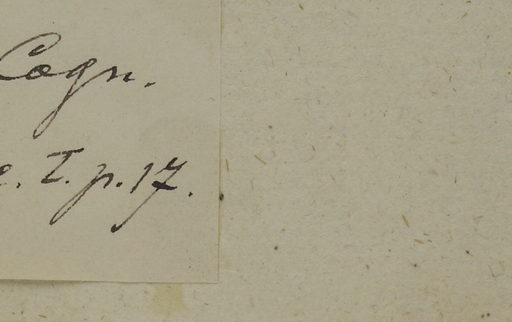 Cogn.
c. I. p. 17.